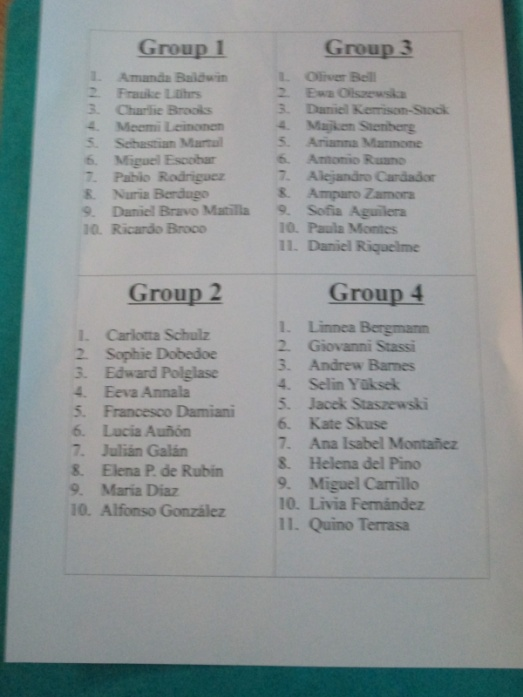 Group 1
1. Amanda Baldwin
2. Frauke Lührs
3. Charlie Brooks
4. Meemi Leinonen
5. Sebastian Martul
6. Miguel Escobar
7. Pablo Rodríguez
8. Nuria Berdugo
9. Daniel Bravo Matilla
10. Ricardo Broco
Group 3
1. Oliver Bell
2. Ewa Olszewska
3. Daniel Kerrison-Stock
4. Majken Stenberg
5. Arianna Mannone
6. Antonio Ruano
7. Alejandro Cardador
8. Amparo Zamora
9. Sofía Aguilera
10. Paula Montes
11. Daniel Riquelme
Group 2
1. Carlotta Schulz
2. Sophie Dobedoe
3. Edward Polglase
4. Eeva Annala
5. Francesco Damiani
6. Lucía Auñón
7. Julián Galán
8. Elena P. de Rubín
9. María Díaz
10. Alfonso González
Group 4
1. Linnea Bergmann
2. Giovanni Stassi
3. Andrew Barnes
4. Selin Yüksek
5. Jacek Staszewski
6. Kate Skuse
7. Ana Isabel Montañez
8. Helena del Pino
9. Miguel Carrillo
10. Livia Fernández
11. Quino Terrasa